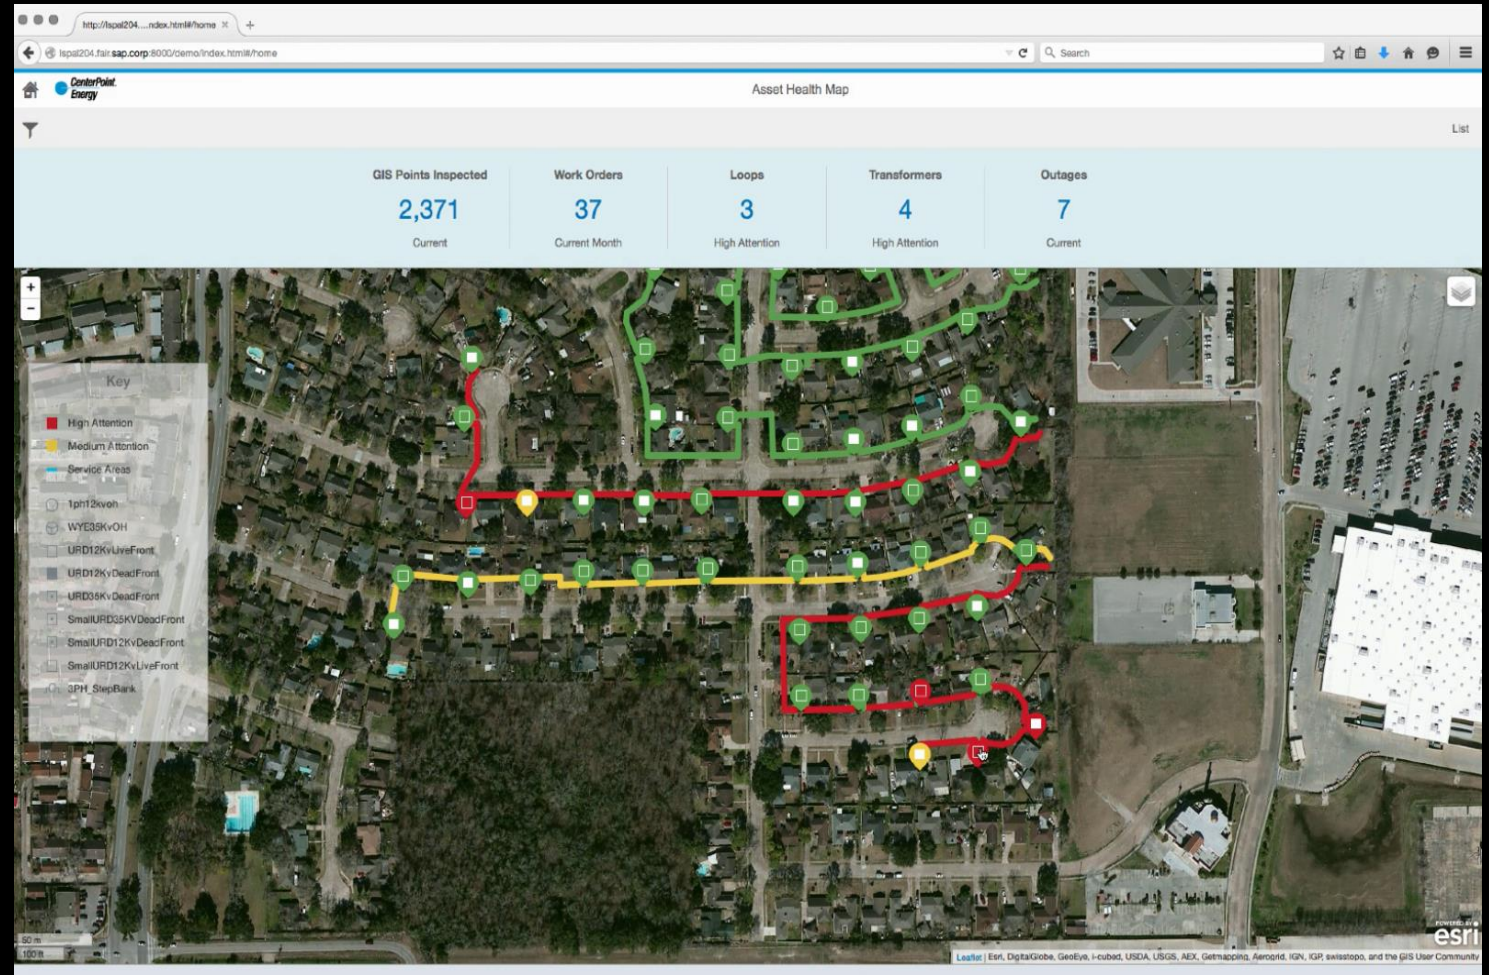 http://lspal204....ndex.html#/home
lspal204.fair.sap.corp:8000/demo/index.html#/home
Search
CenterPoint.
Energy
Asset Health Map
List
GIS Points Inspected
2,371
Current
Work Orders
37
Current Month
Loops
3
High Attention
Transformers
4
High Attention
Outages
7
Current
+
−
Key
High Attention
Medium Attention
Service Areas
1ph12kvoh
WYE35KvOH
URD12KvLiveFront
URD12KvDeadFront
URD35KvDeadFront
SmallURD35KVDeadFront
SmallURD12KvDeadFront
SmallURD12KvLiveFront
3PH_StepBank
50 m
100 ft
POWERED BY
esri
Leaflet | Esri, DigitalGlobe, GeoEye, i-cubed, USDA, USGS, AEX, Getmapping, Aerogrid, IGN, IGP, swisstopo, and the GIS User Community